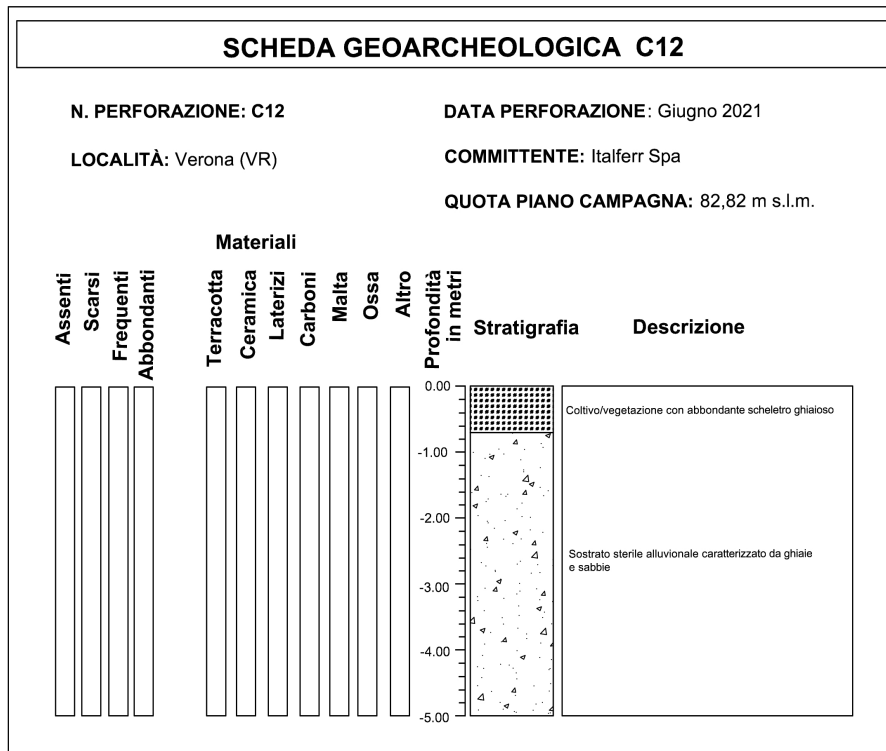 SCHEDA GEOARCHEOLOGICA C12
N. PERFORAZIONE: C12
DATA PERFORAZIONE: Giugno 2021
LOCALITÀ: Verona (VR)
COMMITTENTE: Italferr Spa
QUOTA PIANO CAMPAGNA: 82,82 m s.l.m.
Materiali
Assenti
Scarsi
Frequenti
Abbondanti
Terracotta
Ceramica
Laterizi
Carboni
Malta
Ossa
Altro
Profondità
in metri
Stratigrafia
Descrizione
0.00
-1.00
-2.00
-3.00
-4.00
-5.00
Coltivo/vegetazione con abbondante scheletro ghiaioso
Sostrato sterile alluvionale caratterizzato da ghiaie
e sabbie